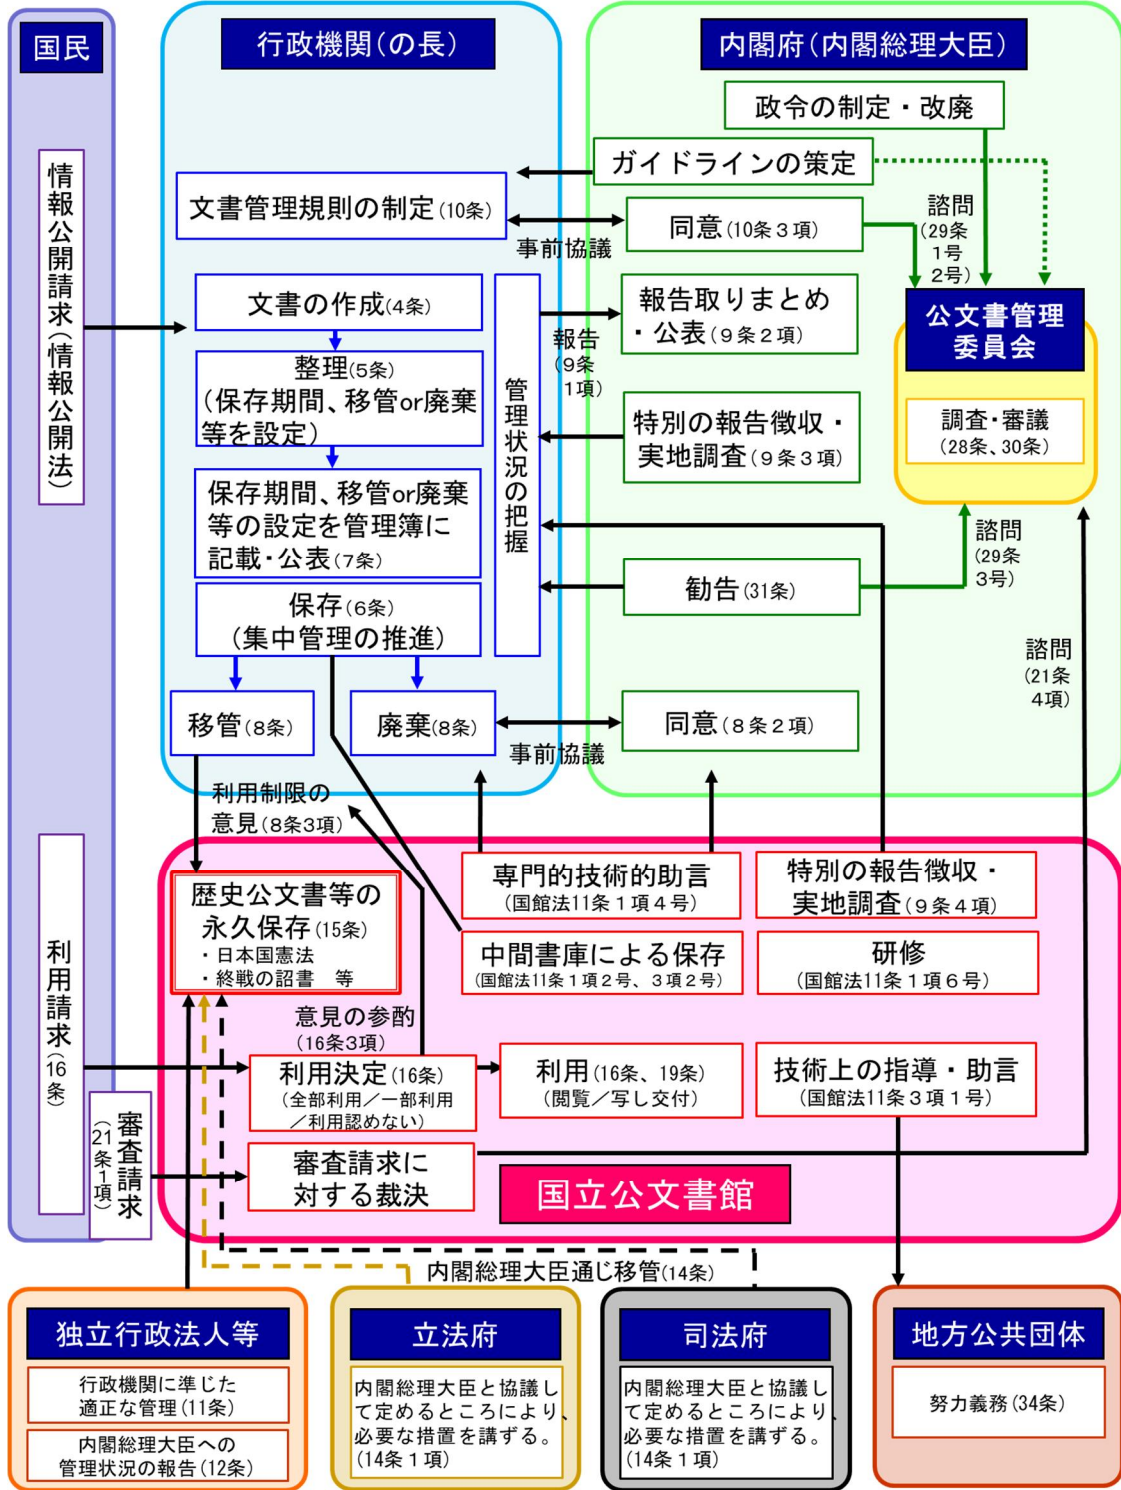 国民
情報公開請求(情報公開法)
利用請求(16条)
審査請求
(21条1項)
行政機関(の長)
文書管理規則の制定(10条)
文書の作成(4条)
整理(5条)
(保存期間、移管or廃棄
等を設定)
保存期間、移管or廃棄
等の設定を管理簿に
記載・公表(7条)
保存(6条)
(集中管理の推進)
移管(8条)
廃棄(8条)
管理状況の把握
事前協議
報告
(9条
1項)
事前協議
利用制限の
意見(8条3項)
内閣府(内閣総理大臣)
政令の制定・改廃
ガイドラインの策定
同意(10条3項)
報告取りまとめ
・公表(9条2項)
特別の報告徴収・
実地調査(9条3項)
勧告(31条)
同意(8条2項)
諮問
(29条
1号
2号)
公文書管理
委員会
調査・審議
(28条、30条)
諮問
(29条
3号)
諮問
(21条
4項)
歴史公文書等の
永久保存(15条)
・日本国憲法
・終戦の詔書 等
専門的技術的助言
(国館法11条1項4号)
特別の報告徴収・
実地調査(9条4項)
中間書庫による保存
(国館法11条1項2号、3項2号)
研修
(国館法11条1項6号)
意見の参酌
(16条3項)
利用決定(16条)
(全部利用/一部利用
/利用認めない)
利用(16条、19条)
(閲覧/写し交付)
技術上の指導・助言
(国館法11条3項1号)
審査請求に
対する裁決
国立公文書館
内閣総理大臣通じ移管(14条)
独立行政法人等
行政機関に準じた
適正な管理(11条)
内閣総理大臣への
管理状況の報告(12条)
立法府
内閣総理大臣と協議し
て定めるところにより、
必要な措置を講ずる。
(14条1項)
司法府
内閣総理大臣と協議し
て定めるところにより、
必要な措置を講ずる。
(14条1項)
地方公共団体
努力義務(34条)